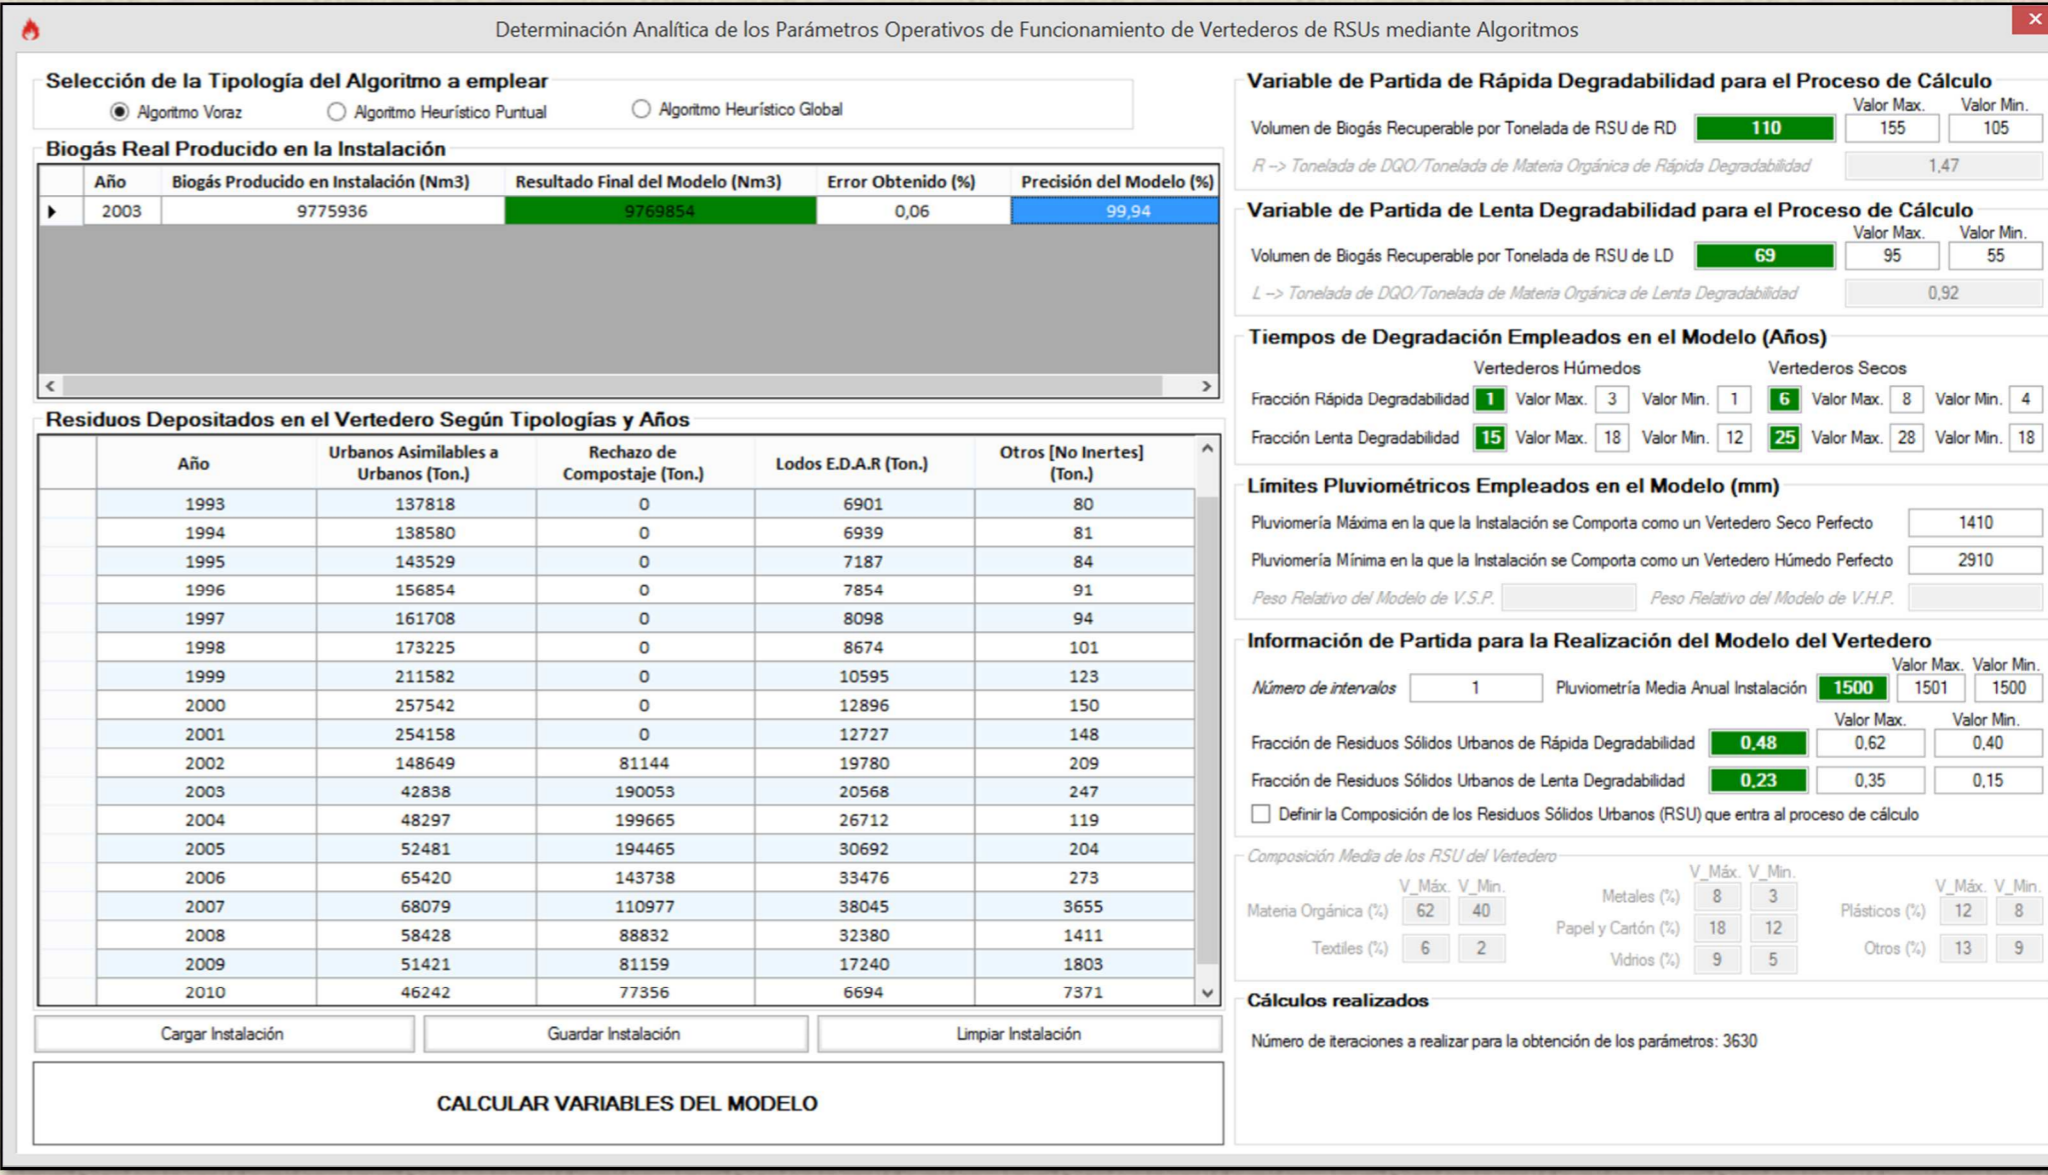 Determinación Analítica de los Parámetros Operativos de Funcionamiento de Vertederos de RSUs mediante Algoritmos
Selección de la Tipología del Algoritmo a emplear
Algoritmo Voraz Algoritmo Heurístico Puntual Algoritmo Heurístico Global
Biogás Real Producido en la Instalación
Año Biogás Producido en Instalación (Nm3) Resultado Final del Modelo (Nm3) Error Obtenido (%) Precisión del Modelo (%)
2003 9775936 9769854 0,06 99,94
Residuos Depositados en el Vertedero Según Tipologías y Años
Año Urbanos Asimilables a Urbanos (Ton.) Rechazo de Compostaje (Ton.) Lodos E.D.A.R (Ton.) Otros [No Inertes] (Ton.)
1993 137818 0 6901 80
1994 138580 0 6939 81
1995 143529 0 7187 84
1996 156854 0 7854 91
1997 161708 0 8098 94
1998 173225 0 8674 101
1999 211582 0 10595 123
2000 257542 0 12896 150
2001 254158 0 12727 148
2002 148649 81144 19780 209
2003 42838 190053 20568 247
2004 48297 199665 26712 119
2005 52481 194465 30692 204
2006 65420 143738 33476 273
2007 68079 110977 38045 3655
2008 58428 88832 32380 1411
2009 51421 81159 17240 1803
2010 46242 77356 6694 7371
Cargar Instalación Guardar Instalación Limpiar Instalación
CALCULAR VARIABLES DEL MODELO
Variable de Partida de Rápida Degradabilidad para el Proceso de Cálculo
Valor Max. Valor Min.
Volumen de Biogás Recuperable por Tonelada de RSU de RD 110 155 105
R --> Tonelada de DQO/Tonelada de Materia Orgánica de Rápida Degradabilidad 1,47
Variable de Partida de Lenta Degradabilidad para el Proceso de Cálculo
Valor Max. Valor Min.
Volumen de Biogás Recuperable por Tonelada de RSU de LD 69 95 55
L --> Tonelada de DQO/Tonelada de Materia Orgánica de Lenta Degradabilidad 0,92
Tiempos de Degradación Empleados en el Modelo (Años)
Vertederos Húmedos Vertederos Secos
Fracción Rápida Degradabilidad 1 Valor Max. 3 Valor Min. 1 6 Valor Max. 8 Valor Min. 4
Fracción Lenta Degradabilidad 15 Valor Max. 18 Valor Min. 12 25 Valor Max. 28 Valor Min. 18
Límites Pluviométricos Empleados en el Modelo (mm)
Pluviomería Máxima en la que la Instalación se Comporta como un Vertedero Seco Perfecto 1410
Pluviomería Mínima en la que la Instalación se Comporta como un Vertedero Húmedo Perfecto 2910
Peso Relativo del Modelo de V.S.P. Peso Relativo del Modelo de V.H.P.
Información de Partida para la Realización del Modelo del Vertedero
Valor Max. Valor Min.
Número de intervalos 1 Pluviometría Media Anual Instalación 1500 1501 1500
Valor Max. Valor Min.
Fracción de Residuos Sólidos Urbanos de Rápida Degradabilidad 0,48 0,62 0,40
Fracción de Residuos Sólidos Urbanos de Lenta Degradabilidad 0,23 0,35 0,15
Definir la Composición de los Residuos Sólidos Urbanos (RSU) que entra al proceso de cálculo
Composición Media de los RSU del Vertedero
V_Máx. V_Min. V_Máx. V_Min. V_Máx. V_Min.
Materia Orgánica (%) 62 40 Metales (%) 8 3 Plásticos (%) 12 8
Papel y Cartón (%) 18 12
Textiles (%) 6 2 Vidrios (%) 9 5 Otros (%) 13 9
Cálculos realizados
Número de iteraciones a realizar para la obtención de los parámetros: 3630